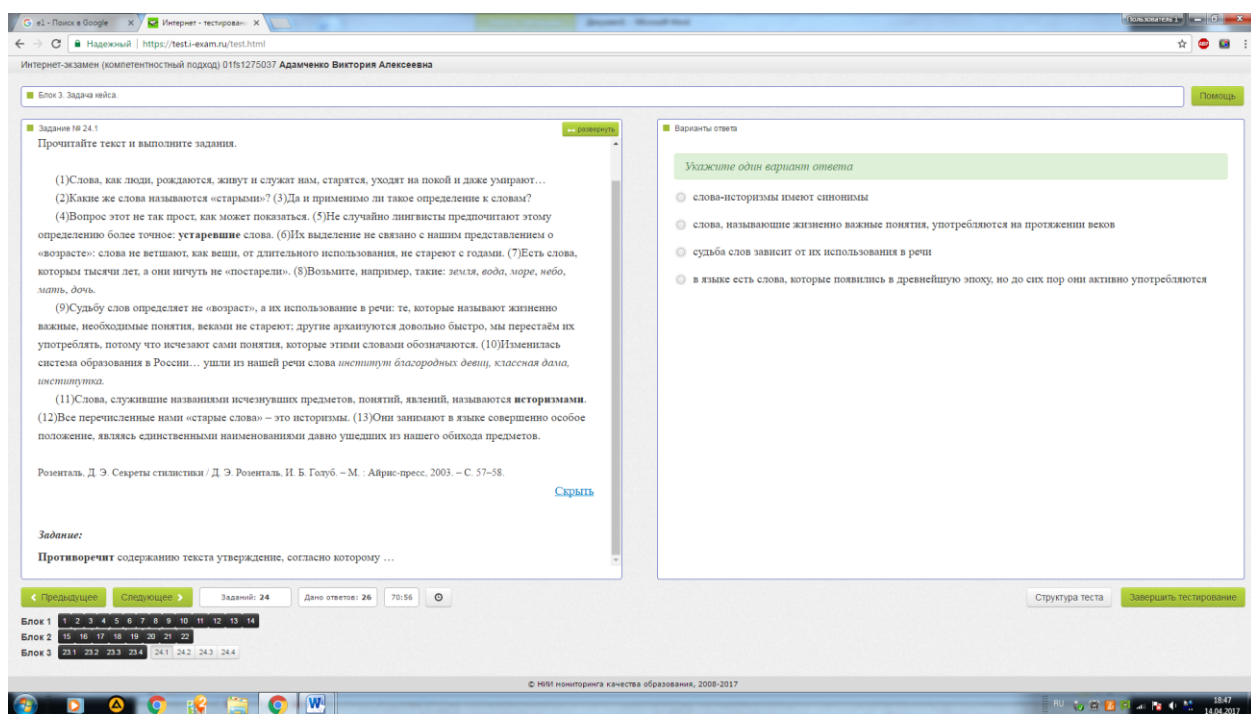 e1 - Поиск в Google
Интернет - тестирован
Пользователь 1
Надежный | https://test.i-exam.ru/test.html
Интернет-экзамен (компетентностный подход) 01fs1275037 Адамченко Виктория Алексеевна
Блок 3. Задача кейса.
Помощь
Задание № 24.1
развернуть
Прочитайте текст и выполните задания.
(1)Слова, как люди, рождаются, живут и служат нам, старятся, уходят на покой и даже умирают…
(2)Какие же слова называются «старыми»? (3)Да и применимо ли такое определение к словам?
(4)Вопрос этот не так прост, как может показаться. (5)Не случайно лингвисты предпочитают этому
определению более точное: устаревшие слова. (6)Их выделение не связано с нашим представлением о
«возрасте»: слова не ветшают, как вещи, от длительного использования, не стареют с годами. (7)Есть слова,
которым тысячи лет, а они ничуть не «постарели». (8)Возьмите, например, такие: земля, вода, море, небо,
мать, дочь.
(9)Судьбу слов определяет не «возраст», а их использование в речи: те, которые называют жизненно
важные, необходимые понятия, веками не стареют; другие архаизуются довольно быстро, мы перестаём их
употреблять, потому что исчезают сами понятия, которые этими словами обозначаются. (10)Изменилась
система образования в России… ушли из нашей речи слова институт благородных девиц, классная дама,
институтка.
(11)Слова, служившие названиями исчезнувших предметов, понятий, явлений, называются историзмами.
(12)Все перечисленные нами «старые слова» – это историзмы. (13)Они занимают в языке совершенно особое
положение, являясь единственными наименованиями давно ушедших из нашего обихода предметов.
Розенталь, Д. Э. Секреты стилистики / Д. Э. Розенталь, И. Б. Голуб. – М. : Айрис-пресс, 2003. – С. 57–58.
Скрыть
Задание:
Противоречит содержанию текста утверждение, согласно которому …
Варианты ответа
Укажите один вариант ответа
слова-историзмы имеют синонимы
слова, называющие жизненно важные понятия, употребляются на протяжении веков
судьба слов зависит от их использования в речи
в языке есть слова, которые появились в древнейшую эпоху, но до сих пор они активно употребляются
Предыдущее Следующее Заданий: 24 Дано ответов: 26 70:56 Структура теста Завершить тестирование
Блок 1 1 2 3 4 5 6 7 8 9 10 11 12 13 14
Блок 2 15 16 17 18 19 20 21 22
Блок 3 23.1 23.2 23.3 23.4 24.1 24.2 24.3 24.4
© НИИ мониторинга качества образования, 2008-2017
RU
18:47
14.04.2017